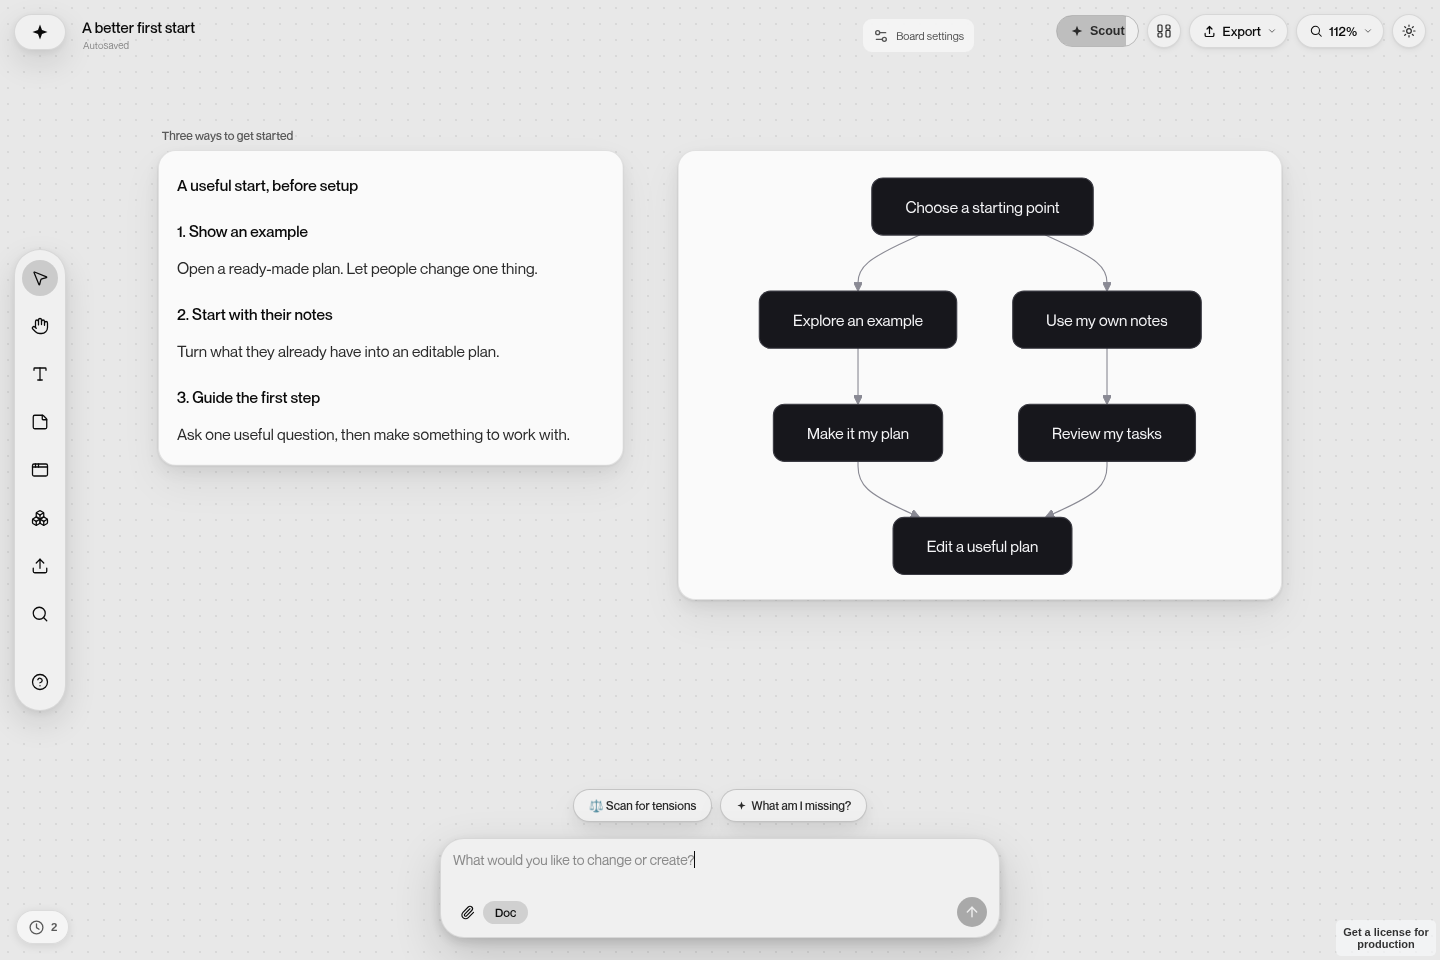 A better first start
Autosaved
Board settings
Scout
Export
112%
Three ways to get started
A useful start, before setup
1. Show an example
Open a ready-made plan. Let people change one thing.
2. Start with their notes
Turn what they already have into an editable plan.
3. Guide the first step
Ask one useful question, then make something to work with.
Choose a starting point
Explore an example
Use my own notes
Make it my plan
Review my tasks
Edit a useful plan
Scan for tensions
What am I missing?
What would you like to change or create?
Doc
2
Get a license for
production